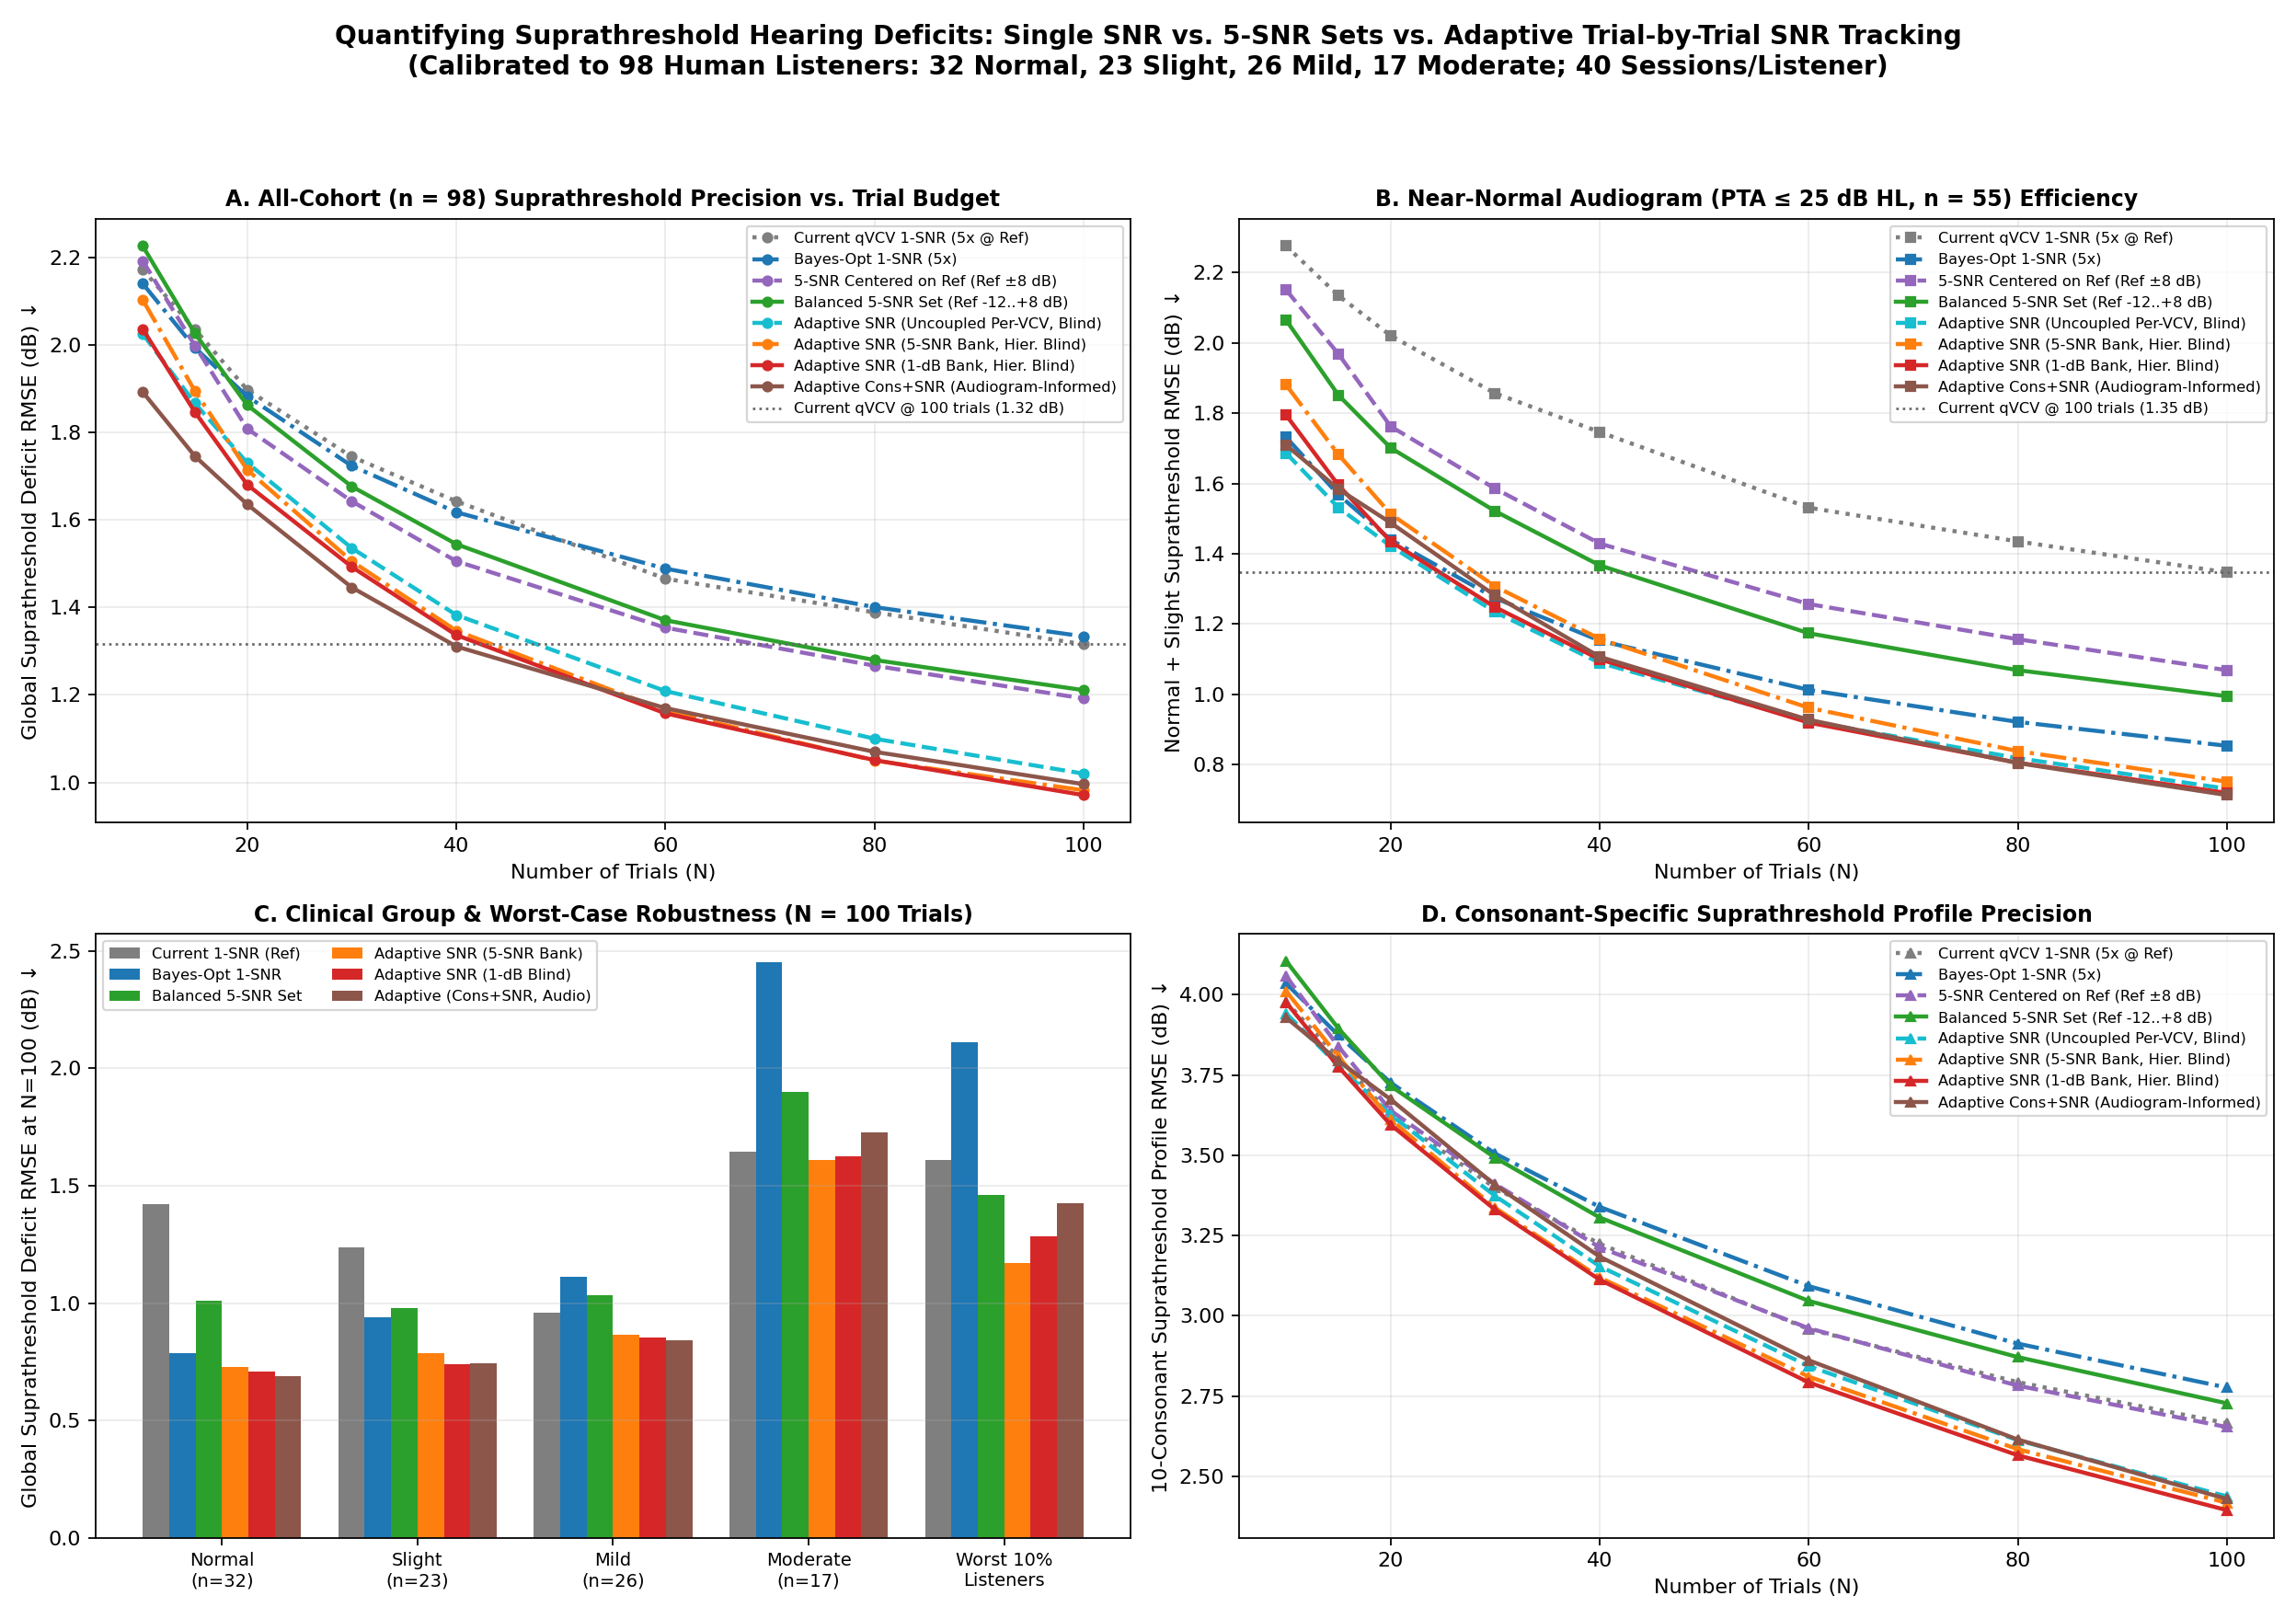 Quantifying Suprathreshold Hearing Deficits: Single SNR vs. 5-SNR Sets vs. Adaptive Trial-by-Trial SNR Tracking
(Calibrated to 98 Human Listeners: 32 Normal, 23 Slight, 26 Mild, 17 Moderate; 40 Sessions/Listener)
A. All-Cohort (n = 98) Suprathreshold Precision vs. Trial Budget
Global Suprathreshold Deficit RMSE (dB) ↓
2.2
2.0
1.8
1.6
1.4
1.2
1.0
Current qVCV 1-SNR (5x @ Ref)
Bayes-Opt 1-SNR (5x)
5-SNR Centered on Ref (Ref ±8 dB)
Balanced 5-SNR Set (Ref -12..+8 dB)
Adaptive SNR (Uncoupled Per-VCV, Blind)
Adaptive SNR (5-SNR Bank, Hier. Blind)
Adaptive SNR (1-dB Bank, Hier. Blind)
Adaptive Cons+SNR (Audiogram-Informed)
Current qVCV @ 100 trials (1.32 dB)
20 40 60 80 100
Number of Trials (N)
B. Near-Normal Audiogram (PTA ≤ 25 dB HL, n = 55) Efficiency
Normal + Slight Suprathreshold RMSE (dB) ↓
2.2
2.0
1.8
1.6
1.4
1.2
1.0
0.8
Current qVCV 1-SNR (5x @ Ref)
Bayes-Opt 1-SNR (5x)
5-SNR Centered on Ref (Ref ±8 dB)
Balanced 5-SNR Set (Ref -12..+8 dB)
Adaptive SNR (Uncoupled Per-VCV, Blind)
Adaptive SNR (5-SNR Bank, Hier. Blind)
Adaptive SNR (1-dB Bank, Hier. Blind)
Adaptive Cons+SNR (Audiogram-Informed)
Current qVCV @ 100 trials (1.35 dB)
20 40 60 80 100
Number of Trials (N)
C. Clinical Group & Worst-Case Robustness (N = 100 Trials)
Global Suprathreshold Deficit RMSE at N=100 (dB) ↓
2.5
2.0
1.5
1.0
0.5
0.0
Current 1-SNR (Ref)
Bayes-Opt 1-SNR
Balanced 5-SNR Set
Adaptive SNR (5-SNR Bank)
Adaptive SNR (1-dB Blind)
Adaptive (Cons+SNR, Audio)
Normal
(n=32)
Slight
(n=23)
Mild
(n=26)
Moderate
(n=17)
Worst 10%
Listeners
D. Consonant-Specific Suprathreshold Profile Precision
10-Consonant Suprathreshold Profile RMSE (dB) ↓
4.00
3.75
3.50
3.25
3.00
2.75
2.50
Current qVCV 1-SNR (5x @ Ref)
Bayes-Opt 1-SNR (5x)
5-SNR Centered on Ref (Ref ±8 dB)
Balanced 5-SNR Set (Ref -12..+8 dB)
Adaptive SNR (Uncoupled Per-VCV, Blind)
Adaptive SNR (5-SNR Bank, Hier. Blind)
Adaptive SNR (1-dB Bank, Hier. Blind)
Adaptive Cons+SNR (Audiogram-Informed)
20 40 60 80 100
Number of Trials (N)